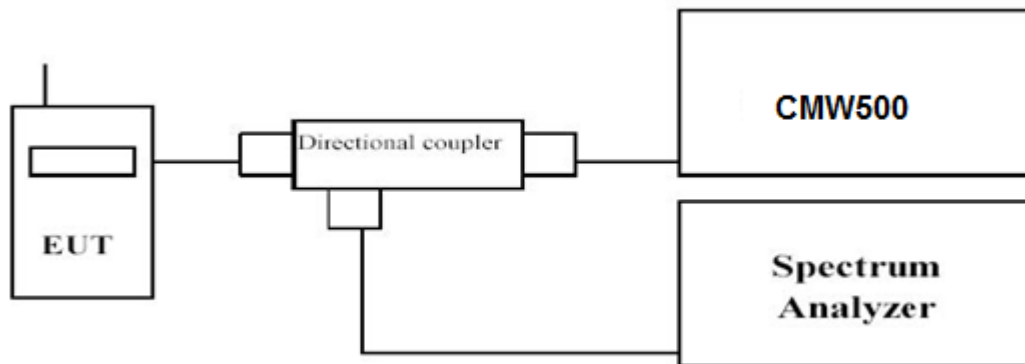 CMW500
Directional coupler
EUT
Spectrum
Analyzer